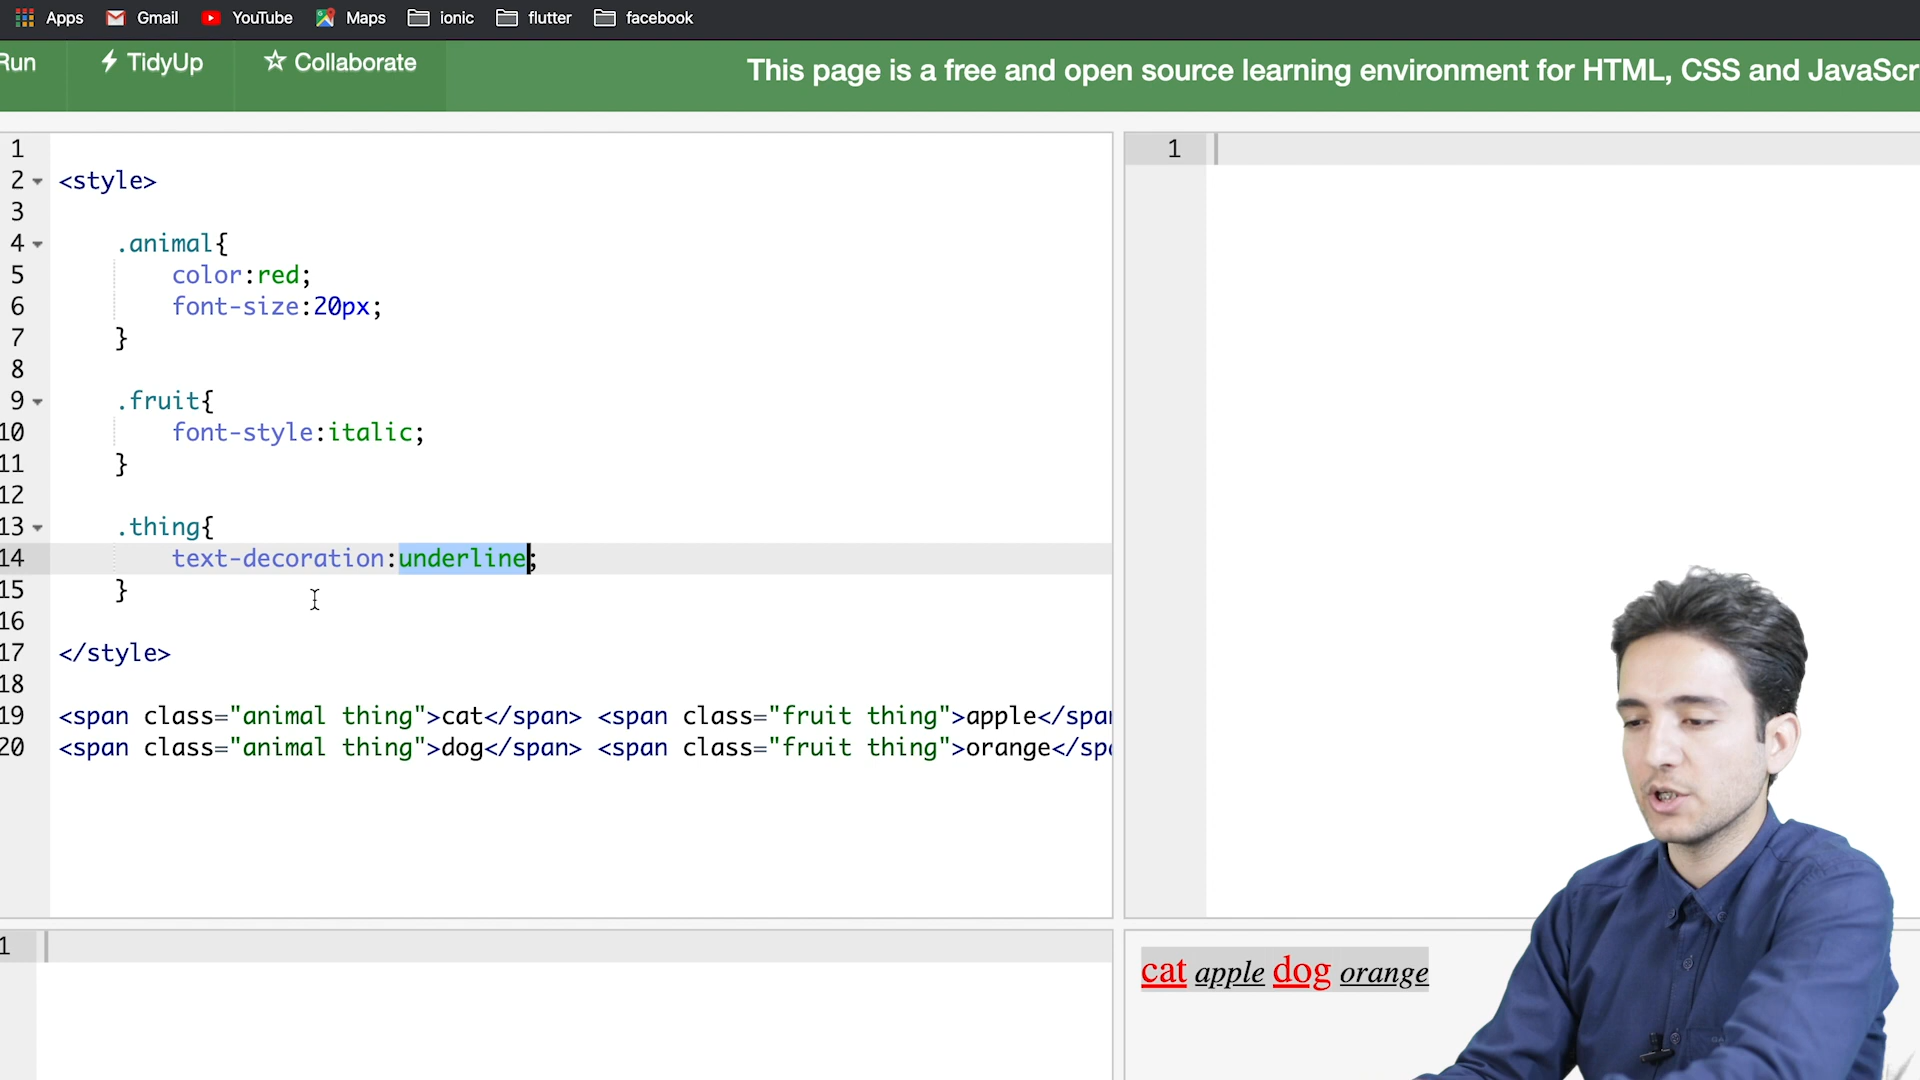 Apps Gmail YouTube Maps ionic flutter facebook
Run TidyUp Collaborate
This page is a free and open source learning environment for HTML, CSS and JavaScr
1
2 <style>
3
4 .animal{
5 color:red;
6 font-size:20px;
7 }
8
9 .fruit{
10 font-style:italic;
11 }
12
13 .thing{
14 text-decoration:underline;
15 }
16
17 </style>
18
19 <span class="animal thing">cat</span> <span class="fruit thing">apple</span
20 <span class="animal thing">dog</span> <span class="fruit thing">orange</sp
1
1
cat apple dog orange